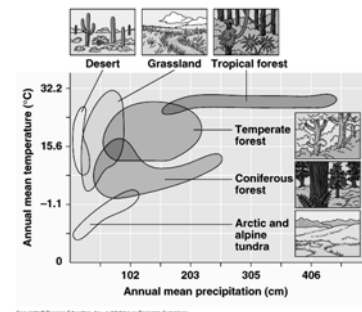 Desert Grassland Tropical forest
Annual mean temperature (°C)
32.2
15.6
–1.1
0
Temperate
forest
Coniferous
forest
Arctic and
alpine
tundra
102 203 305 406
Annual mean precipitation (cm)